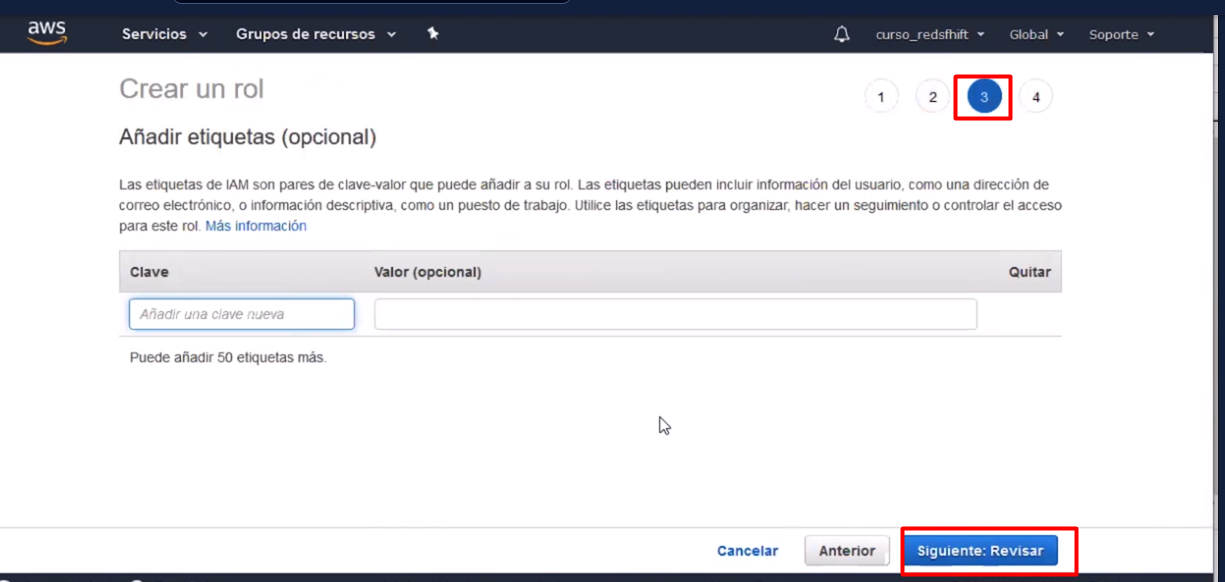 aws Servicios Grupos de recursos curso_redsfhift Global Soporte
Crear un rol
1 2 3 4
Añadir etiquetas (opcional)
Las etiquetas de IAM son pares de clave-valor que puede añadir a su rol. Las etiquetas pueden incluir información del usuario, como una dirección de
correo electrónico, o información descriptiva, como un puesto de trabajo. Utilice las etiquetas para organizar, hacer un seguimiento o controlar el acceso
para este rol. Más información
Clave Valor (opcional) Quitar
Añadir una clave nueva
Puede añadir 50 etiquetas más.
Cancelar Anterior Siguiente: Revisar